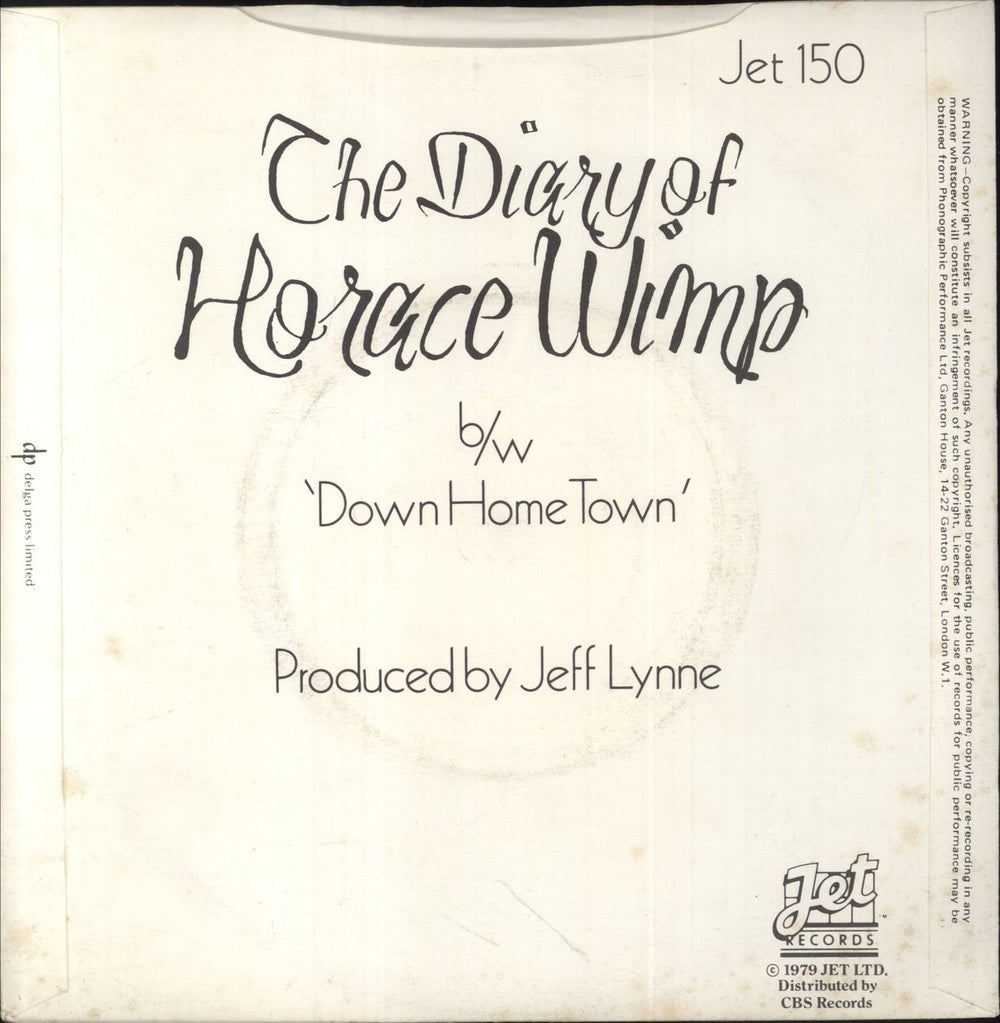 Jet 150
The Diary of
Horace Wimp
b/w
‵Down Home Town′
Produced by Jeff Lynne
Jet
RECORDS
© 1979 JET LTD.
Distributed by
CBS Records
WARNING—Copyright subsists in all Jet recordings. Any unauthorised broadcasting, public performance, copying or re-recording in any
manner whatsoever will constitute an infringement of such copyright. Licences for the use of records for public performance may be
obtained from Phonographic Performance Ltd, Ganton House, 14-22 Ganton Street, London W.1.
dp delga press limited